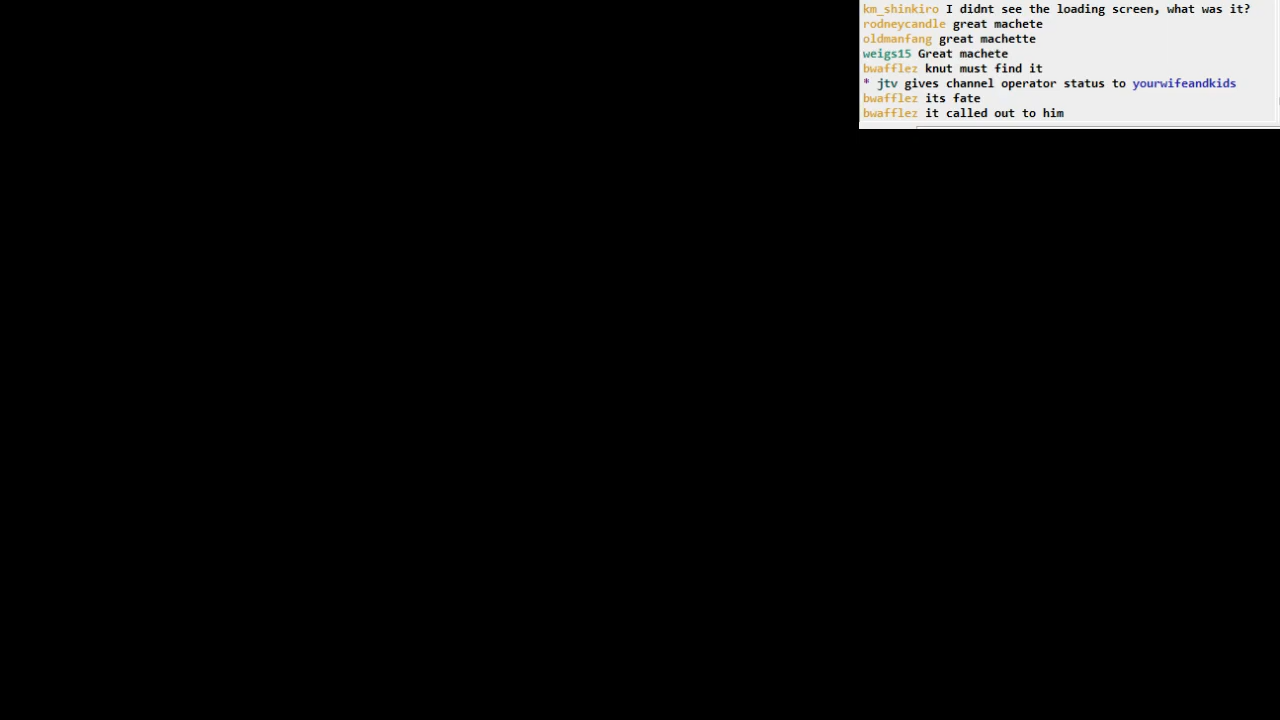 km_shinkiro I didnt see the loading screen, what was it?
rodneycandle great machete
oldmanfang great machette
weigs15 Great machete
bwafflez knut must find it
* jtv gives channel operator status to yourwifeandkids
bwafflez its fate
bwafflez it called out to him